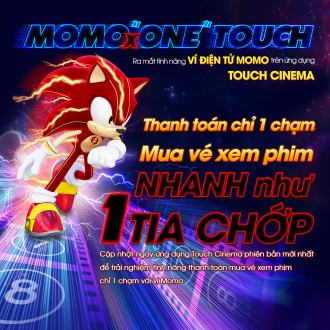 MOMO x ONE TOUCH
Ra mắt tính năng VÍ ĐIỆN TỬ MOMO trên ứng dụng
TOUCH CINEMA
Thanh toán chỉ 1 chạm
Mua vé xem phim
NHANH như
1 TIA CHỚP
Cập nhật ngay ứng dụng Touch Cinema phiên bản mới nhất
để trải nghiệm tính năng thanh toán mua vé xem phim
chỉ 1 chạm với ví Momo
8